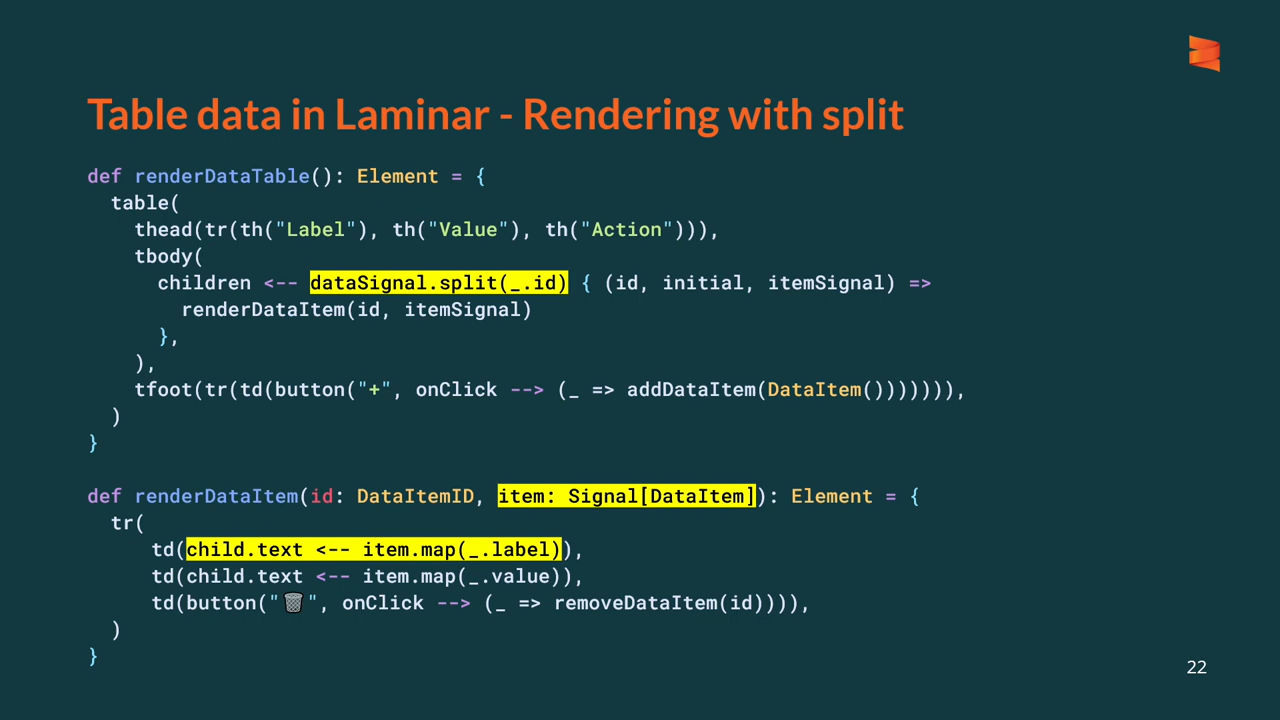 Table data in Laminar - Rendering with split
def renderDataTable(): Element = {
  table(
    thead(tr(th("Label"), th("Value"), th("Action"))),
    tbody(
      children <-- dataSignal.split(_.id) { (id, initial, itemSignal) =>
        renderDataItem(id, itemSignal)
      },
    ),
    tfoot(tr(td(button("+", onClick --> (_ => addDataItem(DataItem())))))),
  )
}
def renderDataItem(id: DataItemID, item: Signal[DataItem]): Element = {
  tr(
    td(child.text <-- item.map(_.label)),
    td(child.text <-- item.map(_.value)),
    td(button("🗑️", onClick --> (_ => removeDataItem(id)))),
  )
}
22